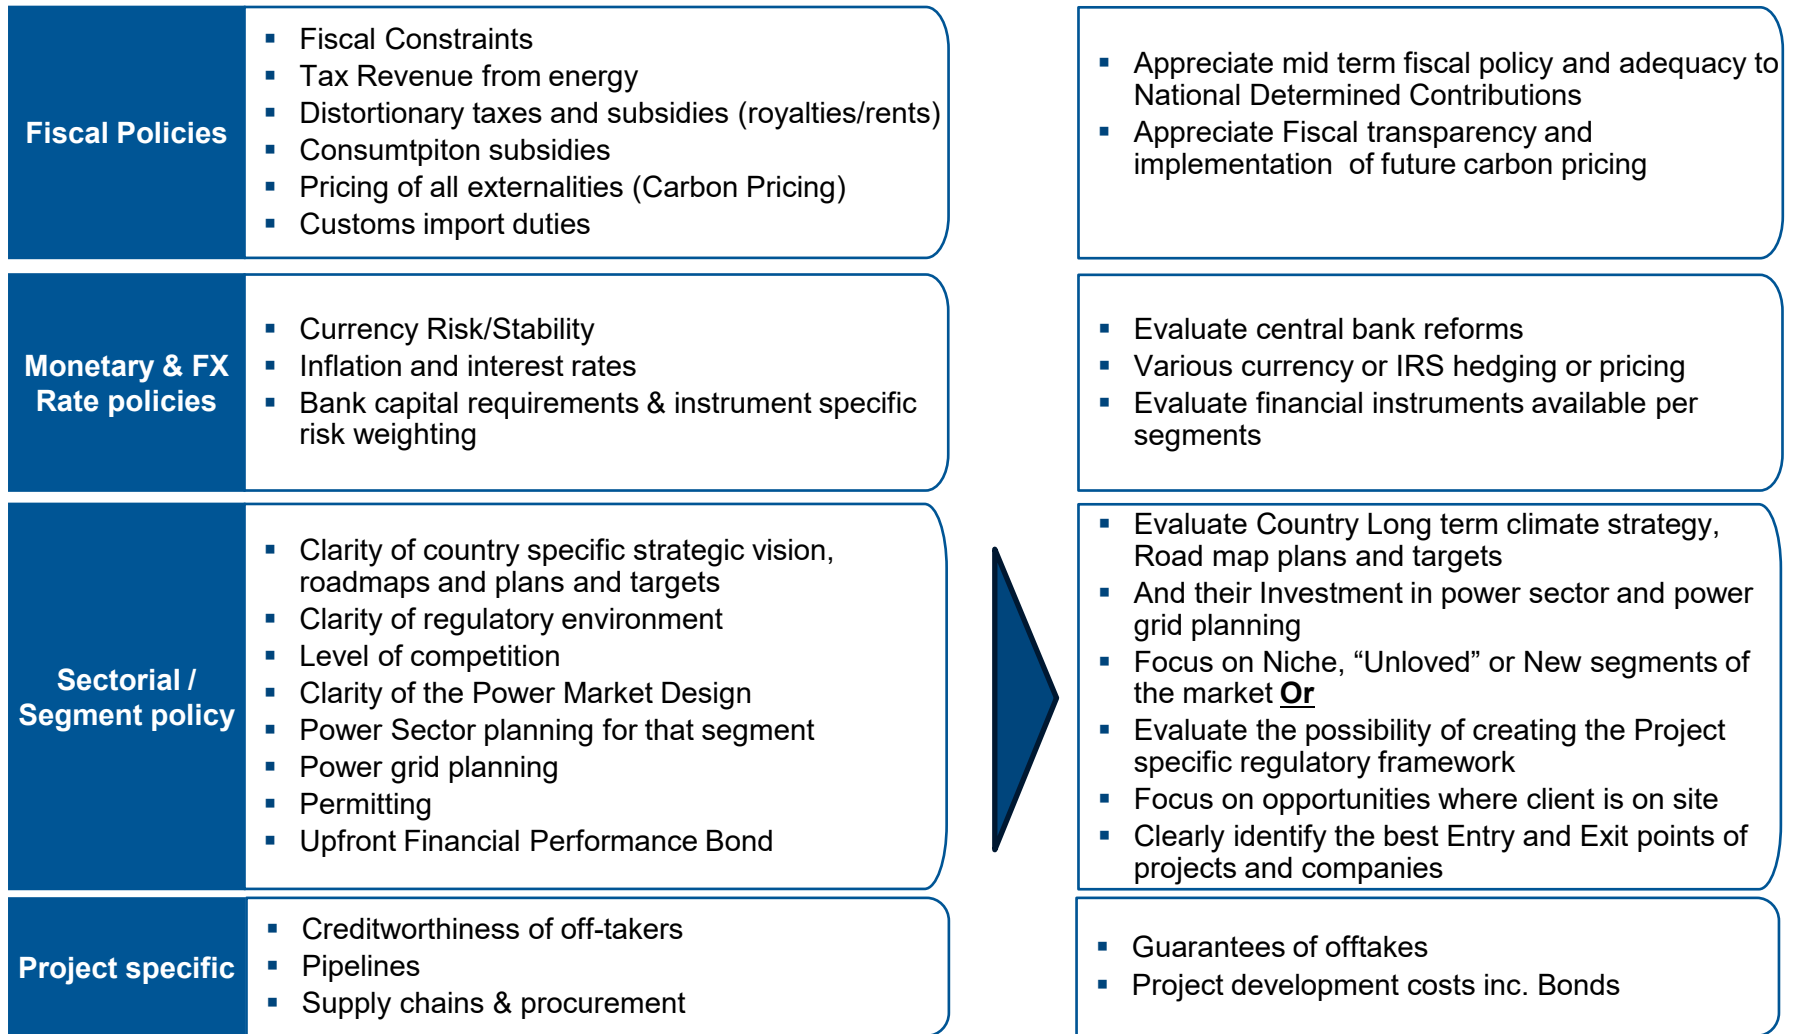 Fiscal Policies
Fiscal Constraints
Tax Revenue from energy
Distortionary taxes and subsidies (royalties/rents)
Consumtpiton subsidies
Pricing of all externalities (Carbon Pricing)
Customs import duties
Appreciate mid term fiscal policy and adequacy to
National Determined Contributions
Appreciate Fiscal transparency and
implementation of future carbon pricing
Monetary & FX
Rate policies
Currency Risk/Stability
Inflation and interest rates
Bank capital requirements & instrument specific
risk weighting
Evaluate central bank reforms
Various currency or IRS hedging or pricing
Evaluate financial instruments available per
segments
Sectorial /
Segment policy
Clarity of country specific strategic vision,
roadmaps and plans and targets
Clarity of regulatory environment
Level of competition
Clarity of the Power Market Design
Power Sector planning for that segment
Power grid planning
Permitting
Upfront Financial Performance Bond
Evaluate Country Long term climate strategy,
Road map plans and targets
And their Investment in power sector and power
grid planning
Focus on Niche, “Unloved” or New segments of
the market Or
Evaluate the possibility of creating the Project
specific regulatory framework
Focus on opportunities where client is on site
Clearly identify the best Entry and Exit points of
projects and companies
Project specific
Creditworthiness of off-takers
Pipelines
Supply chains & procurement
Guarantees of offtakes
Project development costs inc. Bonds